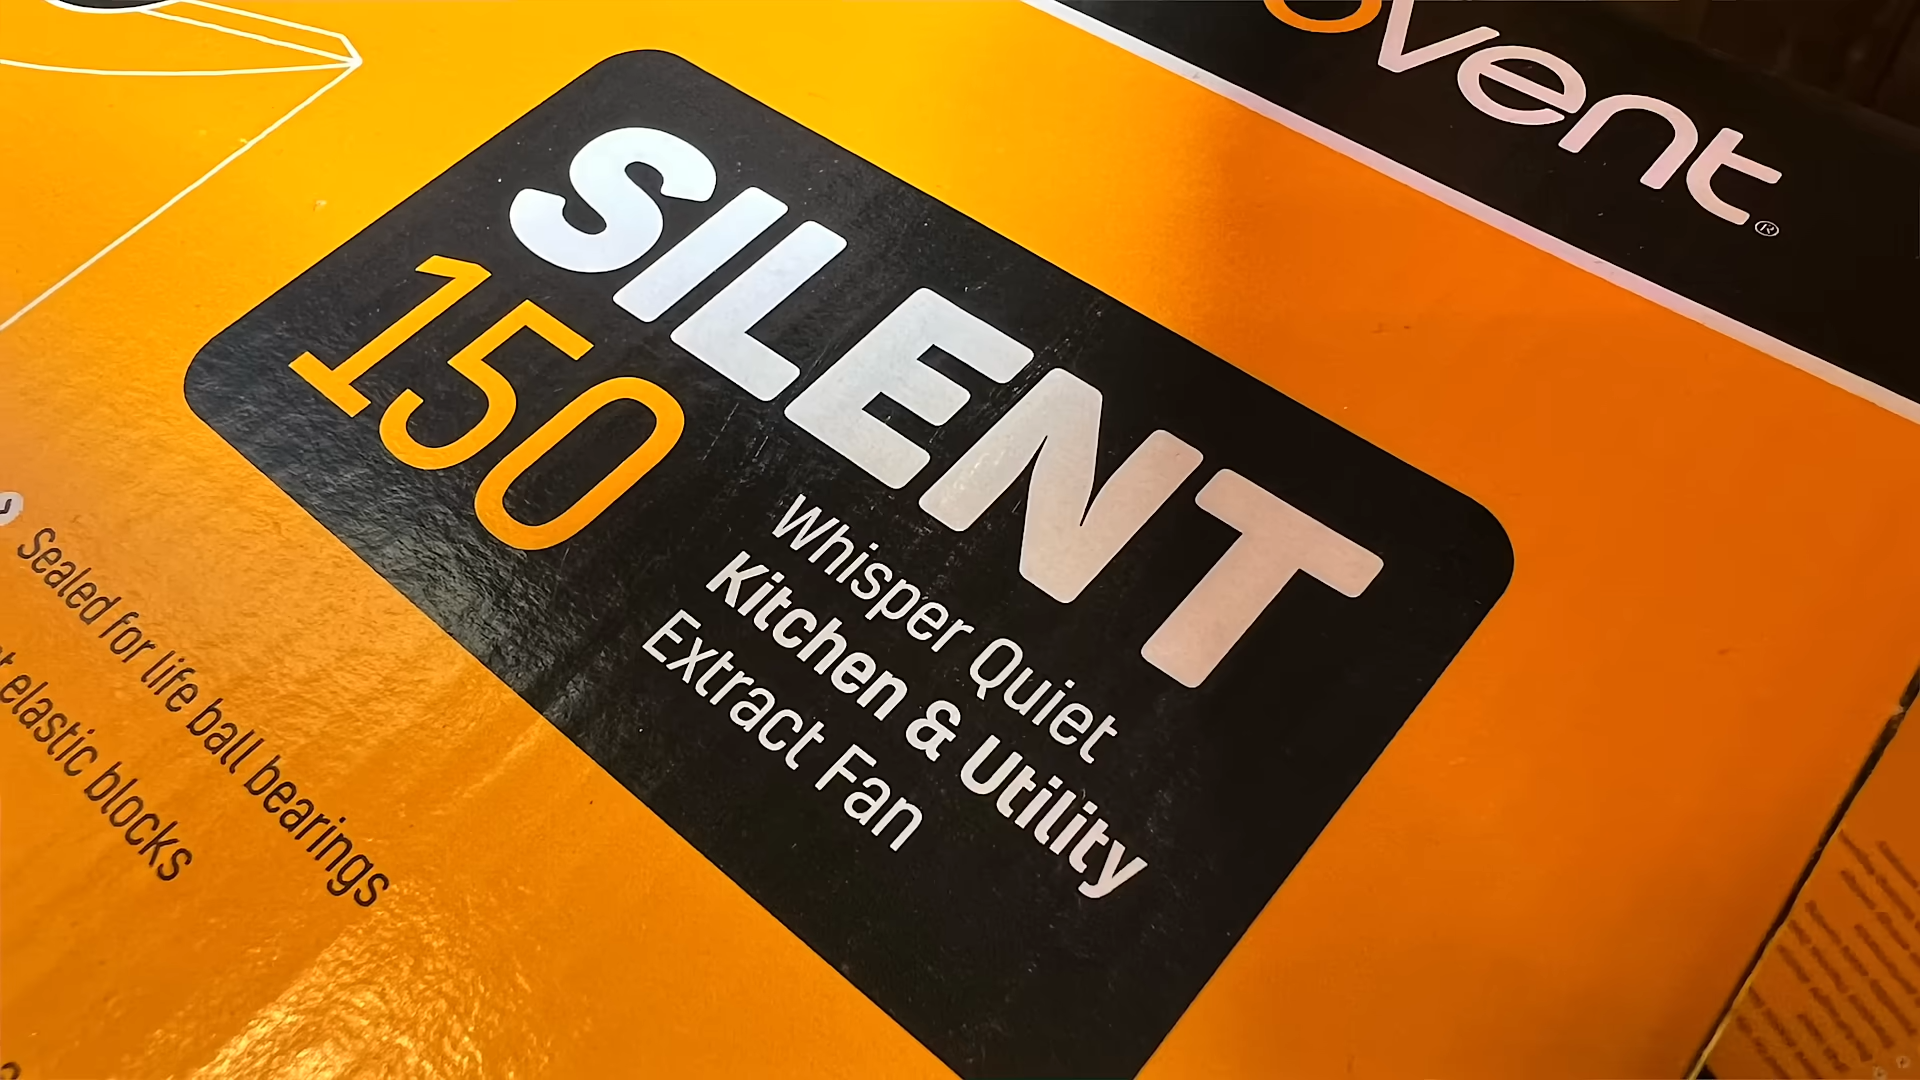 vent®
SILENT
150
Whisper Quiet
Kitchen & Utility
Extract Fan
Sealed for life ball bearings
elastic blocks